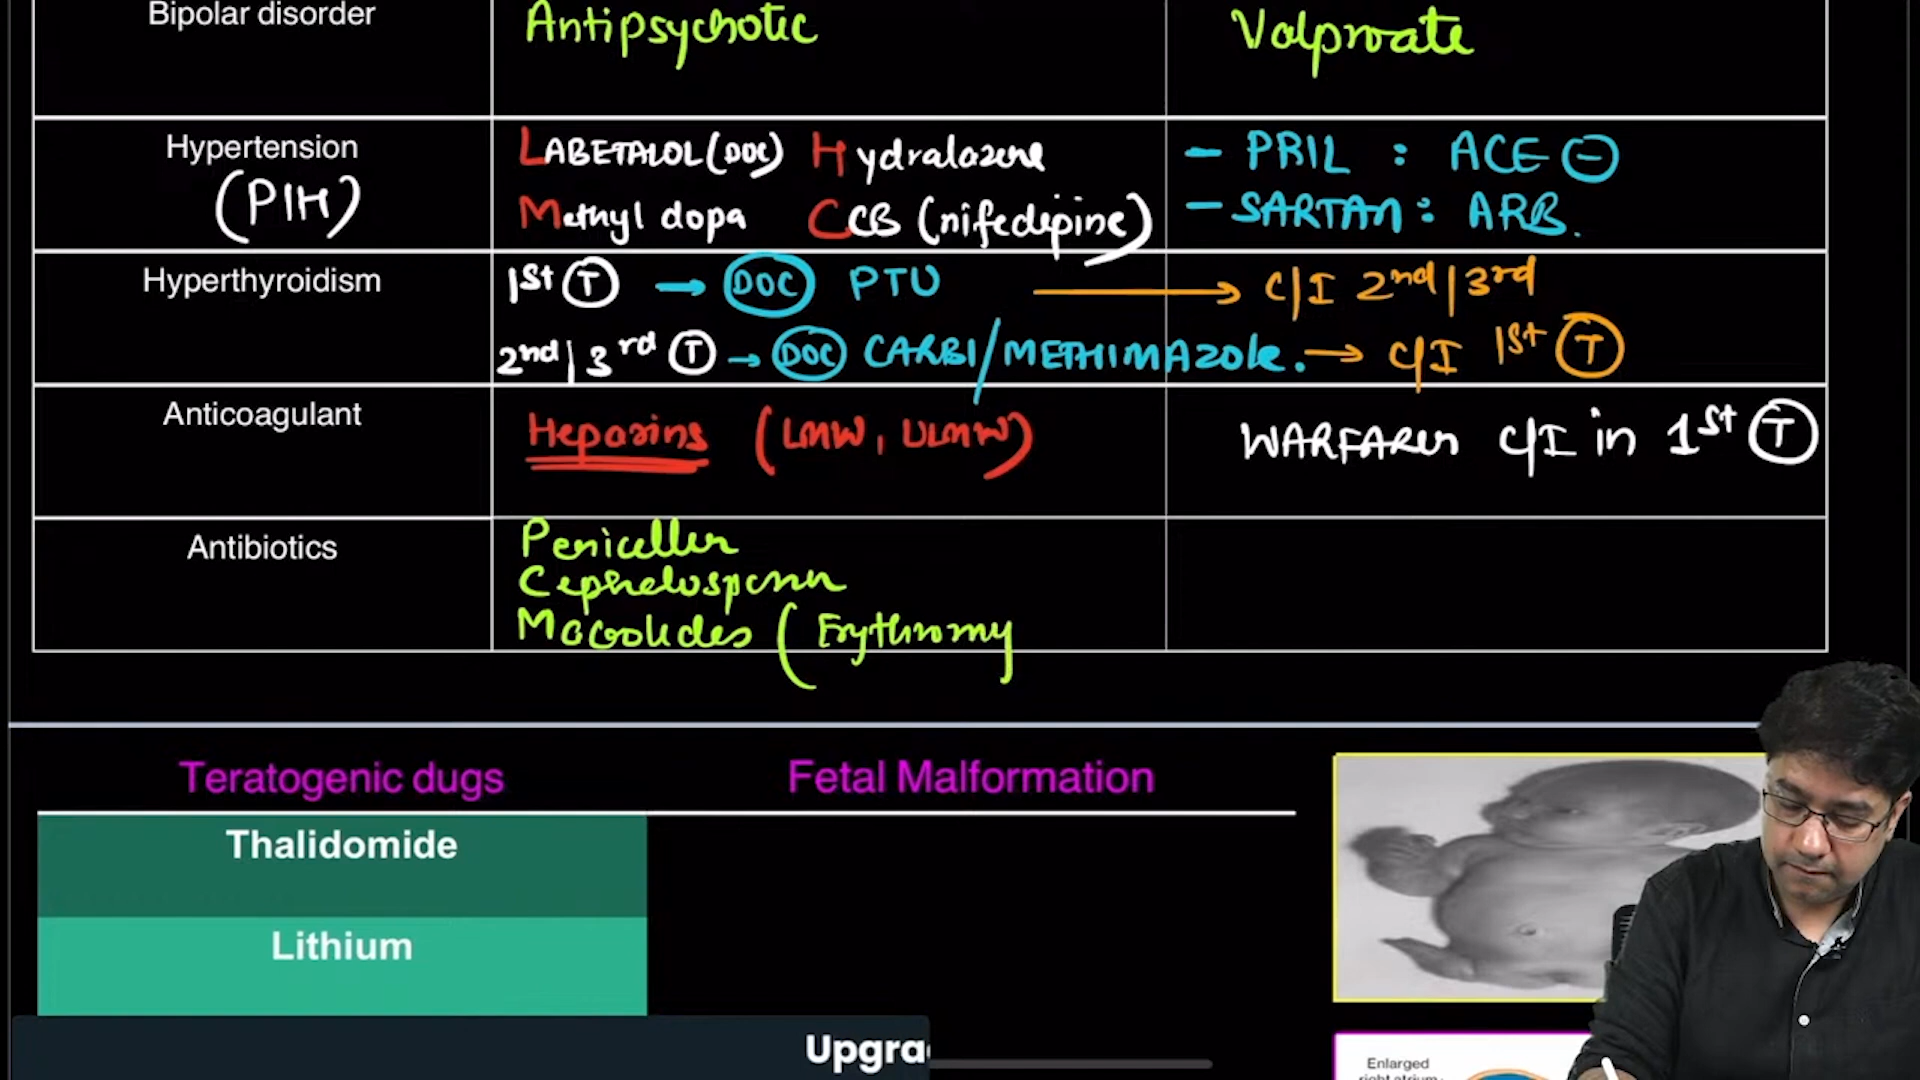 Bipolar disorder Antipsychotic Valproate
Hypertension LABETALOL (DOC) Hydralazine - PRIL : ACE ⊖
(PIH) Methyl dopa CCB (nifedipine) - SARTAN : ARB.
Hyperthyroidism 1st Ⓣ → DOC PTU → C/I 2nd/3rd
2nd/3rd Ⓣ → DOC CARBI/METHIMAZOLE. → C/I 1st Ⓣ
Anticoagulant Heparins (LMW, ULMW) WARFARIN C/I in 1st Ⓣ
Antibiotics Penicillin
Cephalosporin
Macrolides (Erythromy
Teratogenic dugs Fetal Malformation
Thalidomide
Lithium
Upgra
Enlarged
right atrium